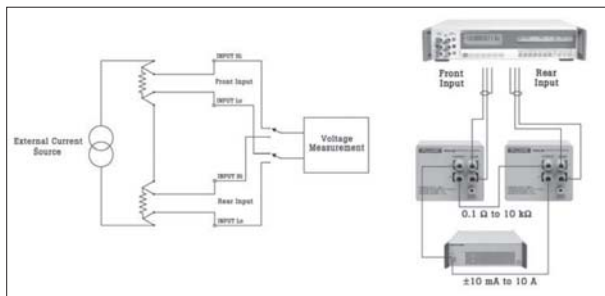 INPUT Hi
Front Input
INPUT Lo
External Current
Source
Voltage
Measurement
INPUT Hi
Rear Input
INPUT Lo
Front
Input
Rear
Input
0.1 Ω to 10 kΩ
±10 mA to 10 A